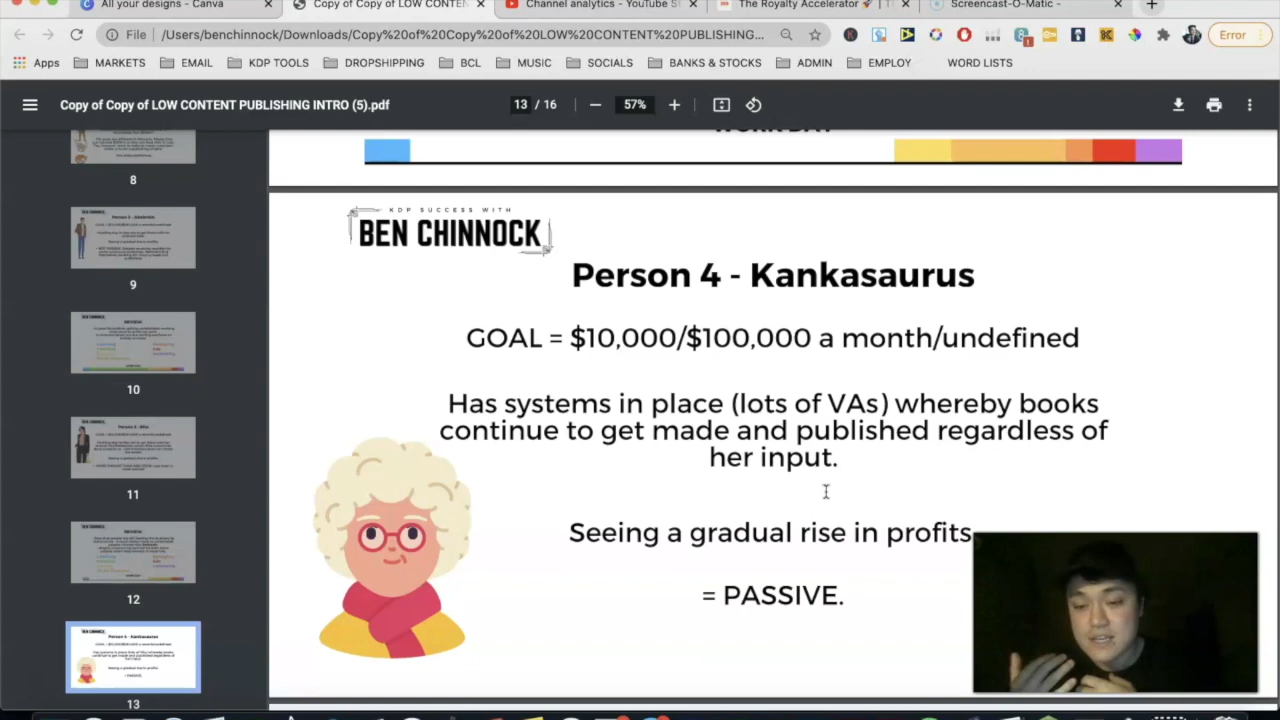 All your designs - Canva
Copy of Copy of LOW CONTEN
Channel analytics - YouTube S
The Royalty Accelerator
Screencast-O-Matic -
File
/Users/benchinnock/Downloads/Copy%20of%20Copy%20of%20LOW%20CONTENT%20PUBLISHING...
Error
Apps
MARKETS
EMAIL
KDP TOOLS
DROPSHIPPING
BCL
MUSIC
SOCIALS
BANKS & STOCKS
ADMIN
EMPLOY
WORD LISTS
Copy of Copy of LOW CONTENT PUBLISHING INTRO (5).pdf
13 / 16
57%
WORK DAY
8
9
10
11
12
13
KDP SUCCESS WITH
BEN CHINNOCK
Person 4 - Kankasaurus
GOAL = $10,000/$100,000 a month/undefined
Has systems in place (lots of VAs) whereby books
continue to get made and published regardless of
her input.
Seeing a gradual rise in profits
= PASSIVE.